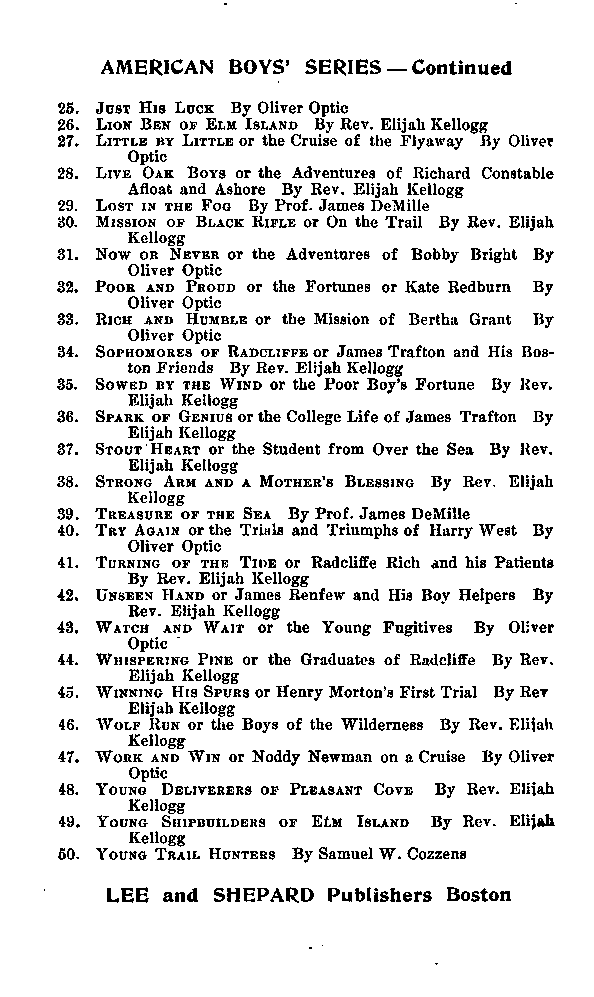 AMERICAN BOYS' SERIES — Continued
25. JUST HIS LUCK By Oliver Optic
26. LION BEN OF ELM ISLAND By Rev. Elijah Kellogg
27. LITTLE BY LITTLE or the Cruise of the Flyaway By Oliver
Optic
28. LIVE OAK BOYS or the Adventures of Richard Constable
Afloat and Ashore By Rev. Elijah Kellogg
29. LOST IN THE FOG By Prof. James DeMille
30. MISSION OF BLACK RIFLE or On the Trail By Rev. Elijah
Kellogg
31. NOW OR NEVER or the Adventures of Bobby Bright By
Oliver Optic
32. POOR AND PROUD or the Fortunes or Kate Redburn By
Oliver Optic
33. RICH AND HUMBLE or the Mission of Bertha Grant By
Oliver Optic
34. SOPHOMORES OF RADCLIFFE or James Trafton and His Bos-
ton Friends By Rev. Elijah Kellogg
35. SOWED BY THE WIND or the Poor Boy's Fortune By Rev.
Elijah Kellogg
36. SPARK OF GENIUS or the College Life of James Trafton By
Elijah Kellogg
37. STOUT HEART or the Student from Over the Sea By Rev.
Elijah Kellogg
38. STRONG ARM AND A MOTHER'S BLESSING By Rev. Elijah
Kellogg
39. TREASURE OF THE SEA By Prof. James DeMille
40. TRY AGAIN or the Trials and Triumphs of Harry West By
Oliver Optic
41. TURNING OF THE TIDE or Radcliffe Rich and his Patients
By Rev. Elijah Kellogg
42. UNSEEN HAND or James Renfew and His Boy Helpers By
Rev. Elijah Kellogg
43. WATCH AND WAIT or the Young Fugitives By Oliver
Optic
44. WHISPERING PINE or the Graduates of Radcliffe By Rev.
Elijah Kellogg
45. WINNING HIS SPURS or Henry Morton's First Trial By Rev
Elijah Kellogg
46. WOLF RUN or the Boys of the Wilderness By Rev. Elijah
Kellogg
47. WORK AND WIN or Noddy Newman on a Cruise By Oliver
Optic
48. YOUNG DELIVERERS OF PLEASANT COVE By Rev. Elijah
Kellogg
49. YOUNG SHIPBUILDERS OF ELM ISLAND By Rev. Elijah
Kellogg
50. YOUNG TRAIL HUNTERS By Samuel W. Cozzens
LEE and SHEPARD Publishers Boston